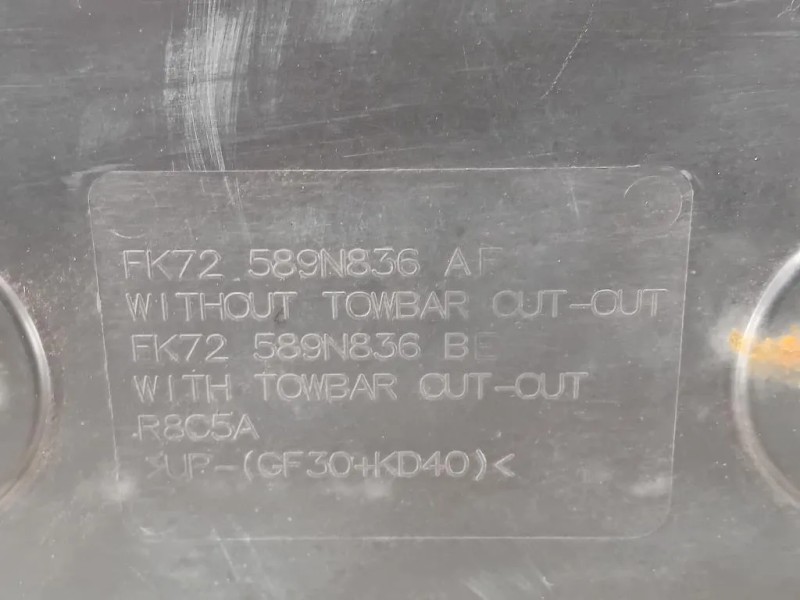 FK72 589N836 AF
WITHOUT TOWBAR CUT-OUT
FK72 589N836 BE
WITH TOWBAR CUT-OUT
R8C5A
>UP-(GF30+KD40)<